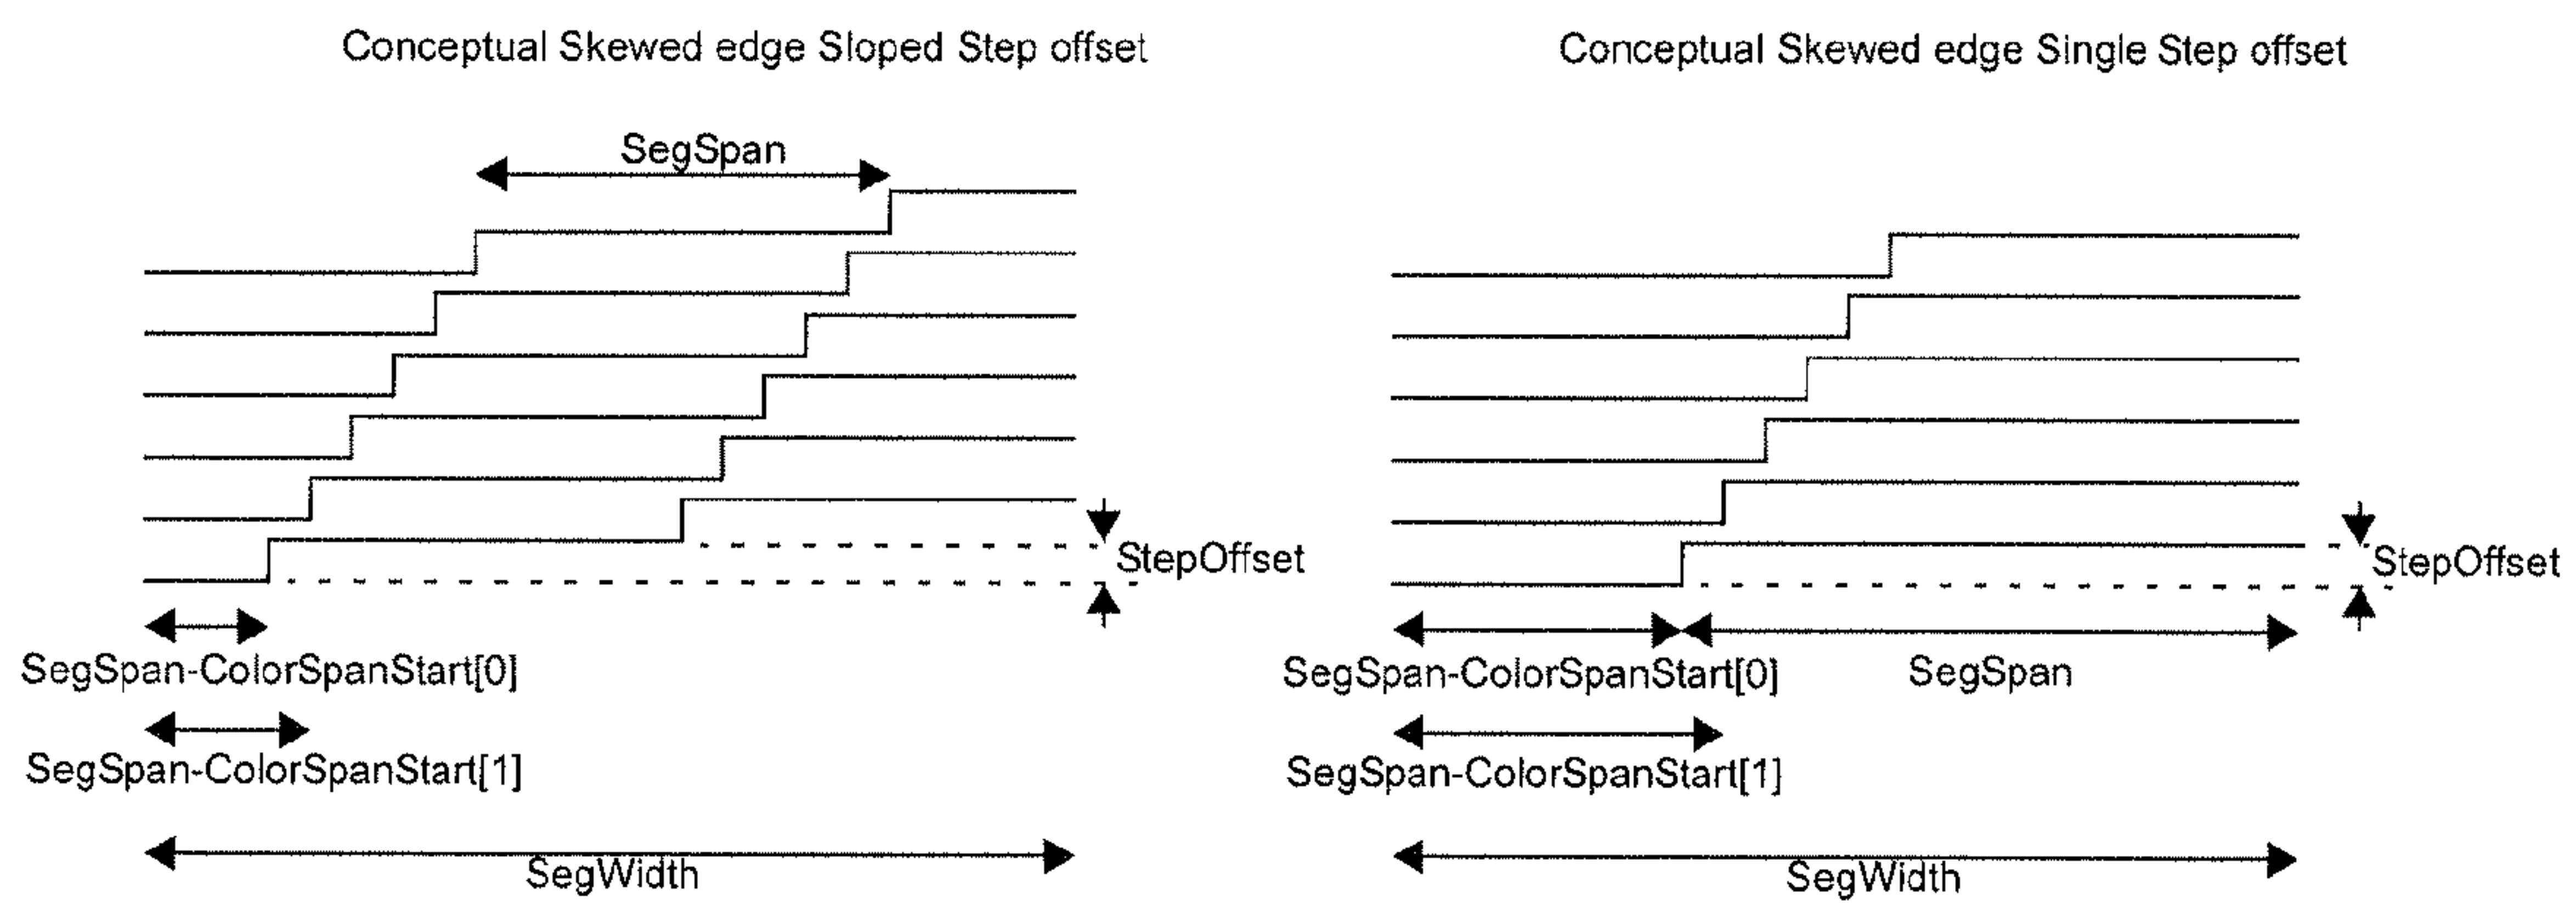 Conceptual Skewed edge Sloped Step offset
SegSpan
StepOffset
SegSpan-ColorSpanStart[0]
SegSpan-ColorSpanStart[1]
SegWidth
Conceptual Skewed edge Single Step offset
StepOffset
SegSpan-ColorSpanStart[0]
SegSpan
SegSpan-ColorSpanStart[1]
SegWidth